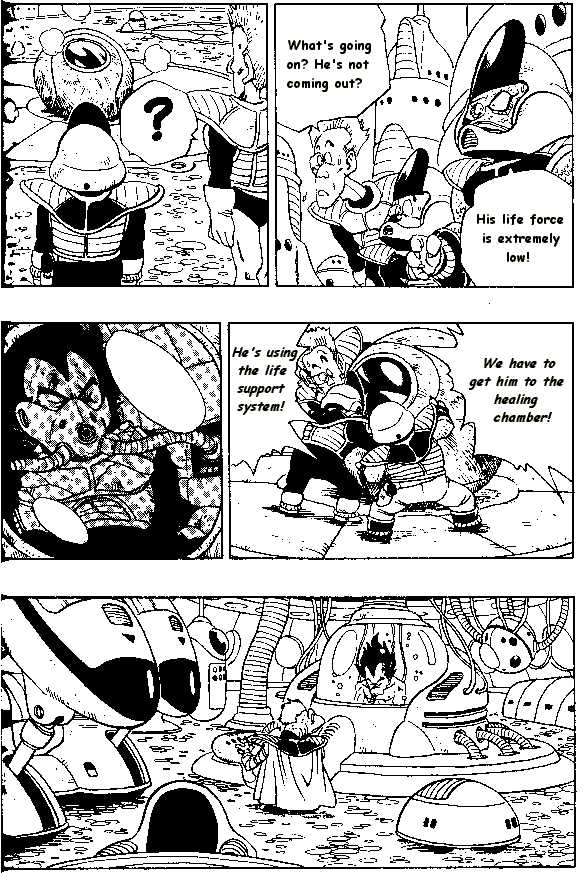 ?
What's going
on? He's not
coming out?
His life force
is extremely
low!
He's using
the life
support
system!
We have to
get him to the
healing
chamber!